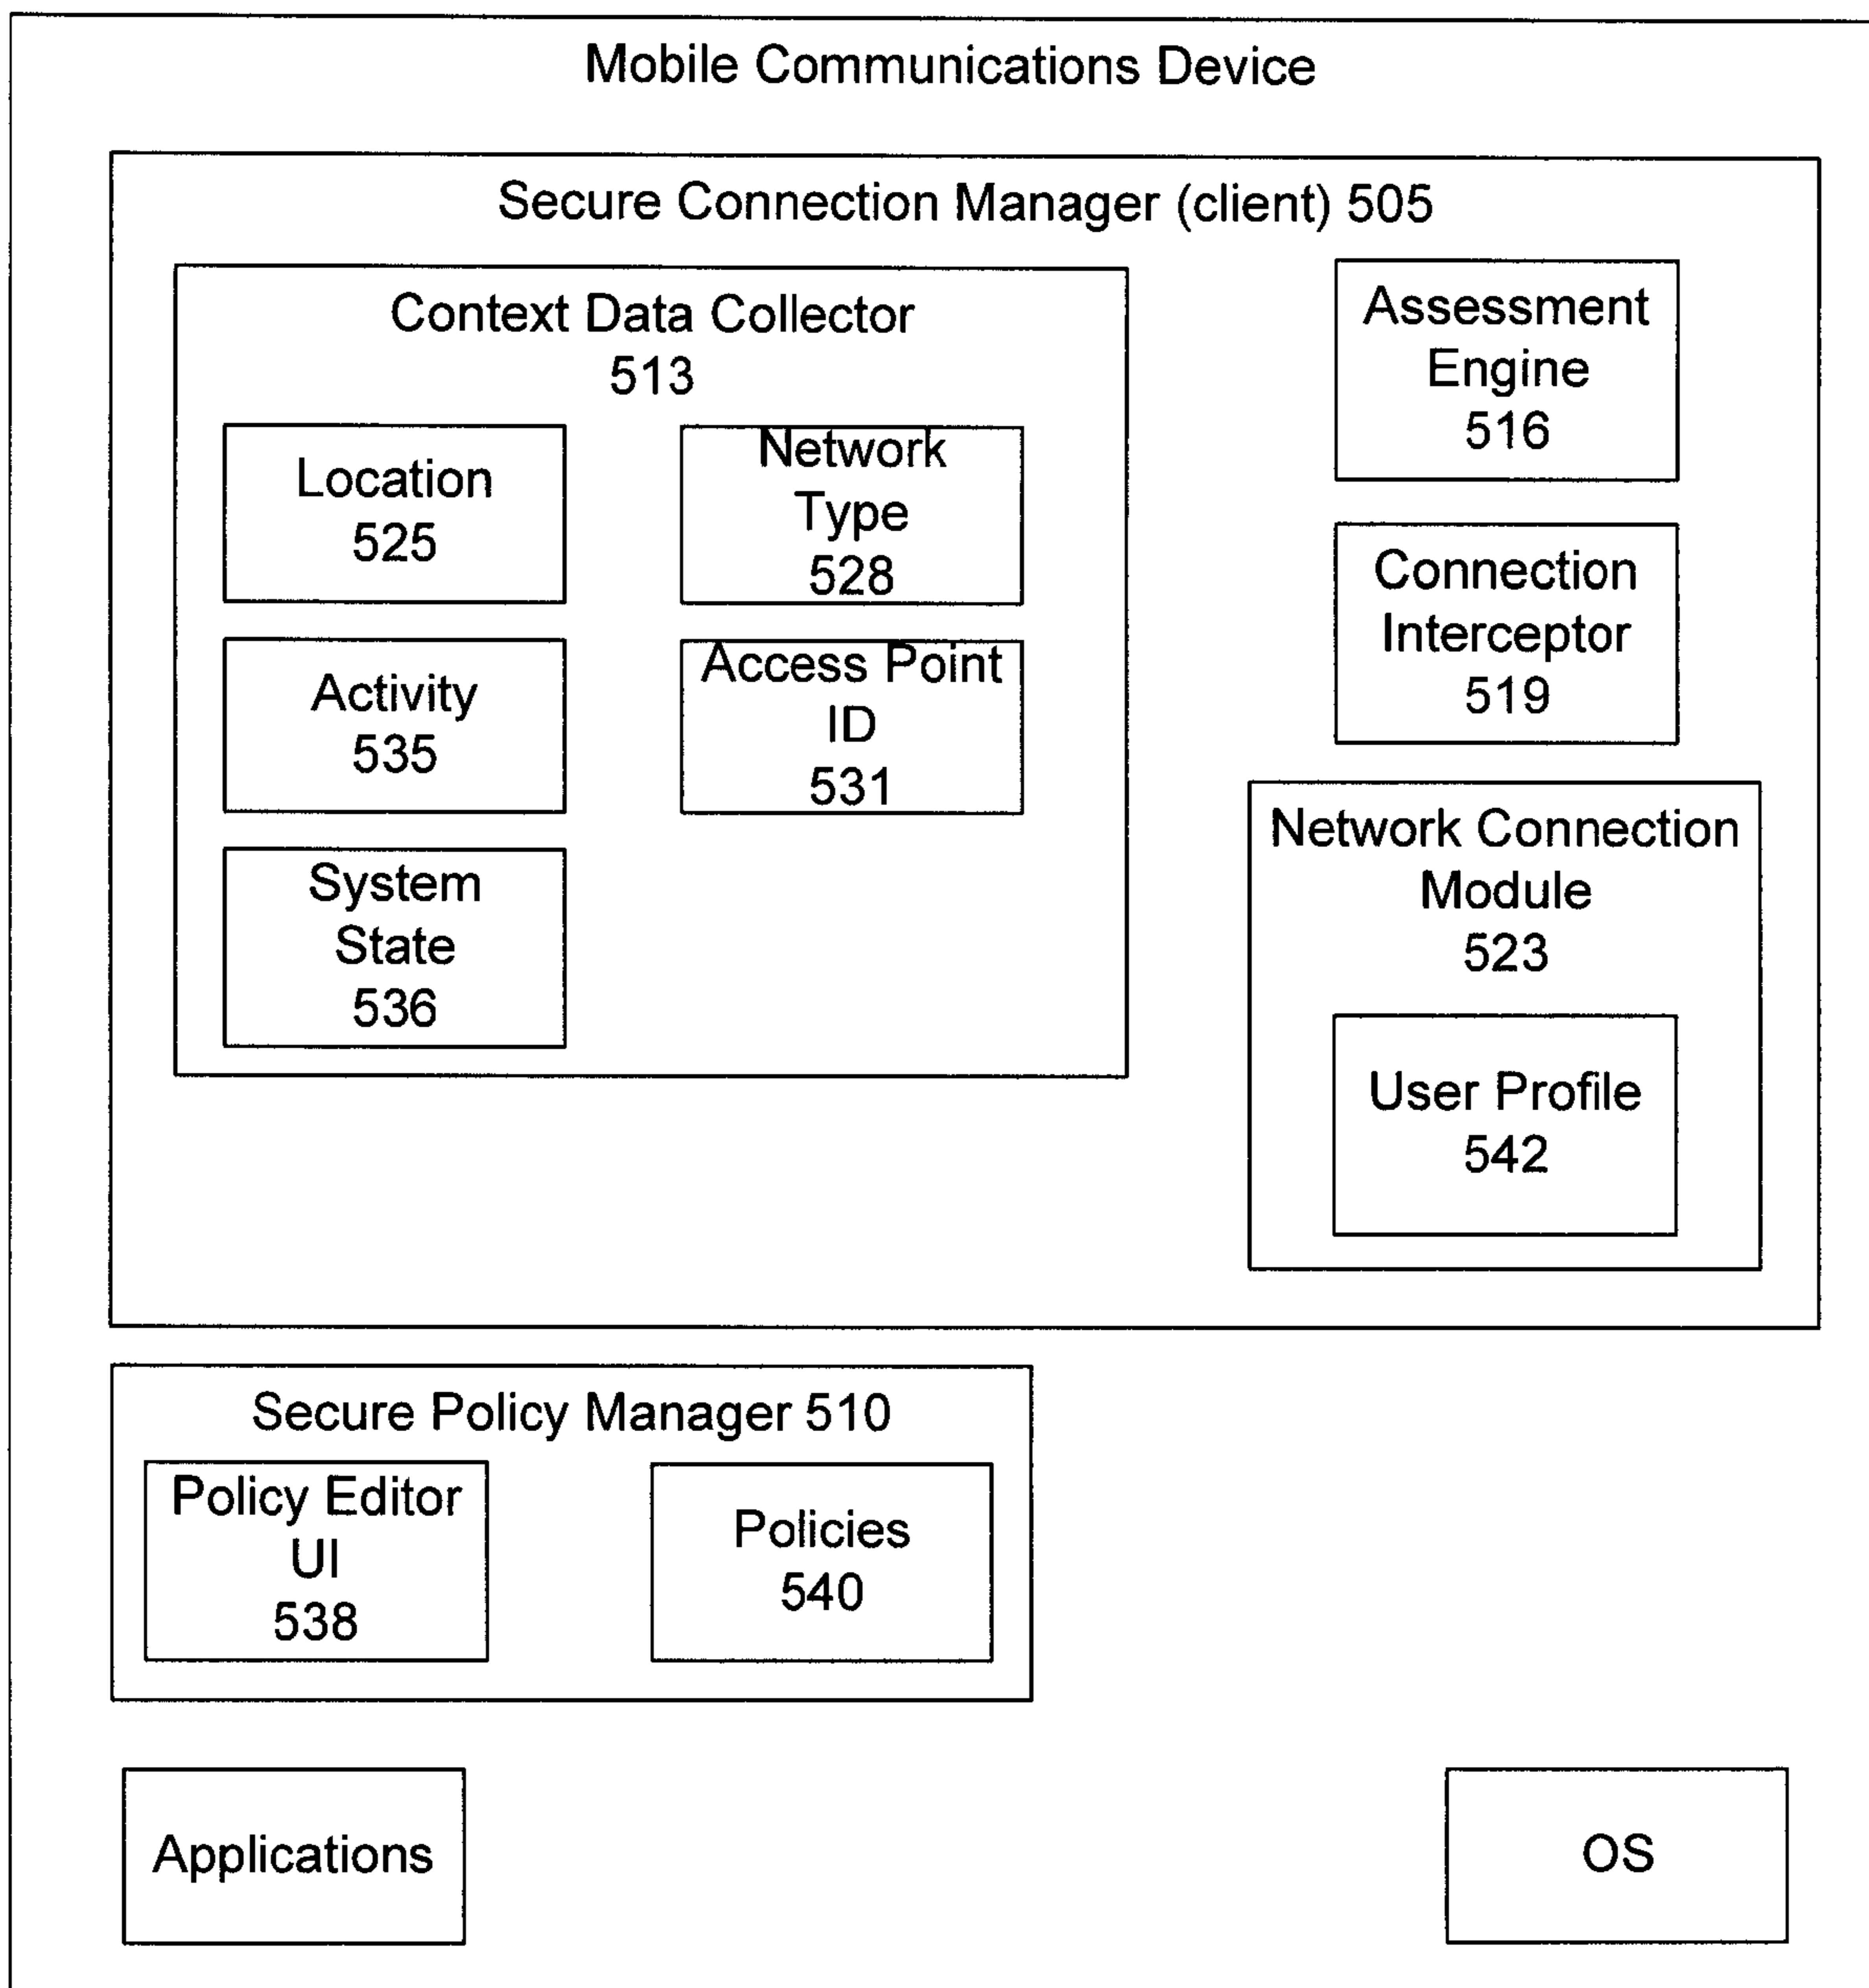 Mobile Communications Device
Secure Connection Manager (client) 505
Context Data Collector
513
Location
525
Network
Type
528
Activity
535
Access Point
ID
531
System
State
536
Assessment
Engine
516
Connection
Interceptor
519
Network Connection
Module
523
User Profile
542
Secure Policy Manager 510
Policy Editor
UI
538
Policies
540
Applications
OS